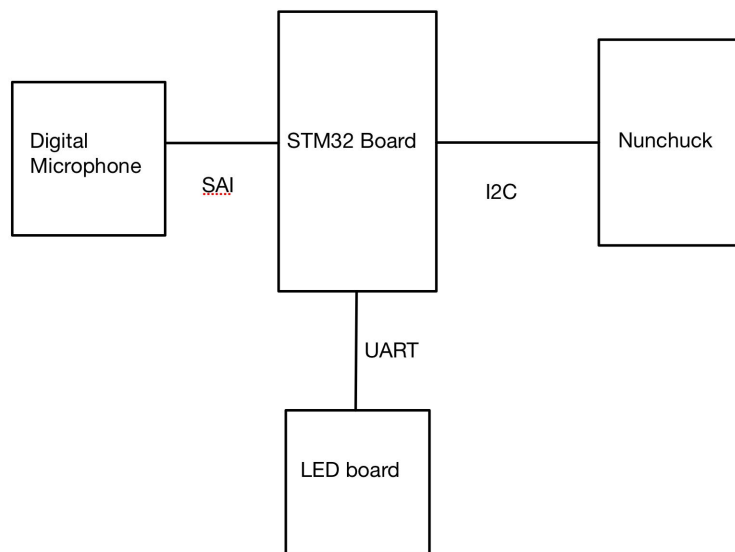 Digital
Microphone
SAI
STM32 Board
I2C
Nunchuck
UART
LED board